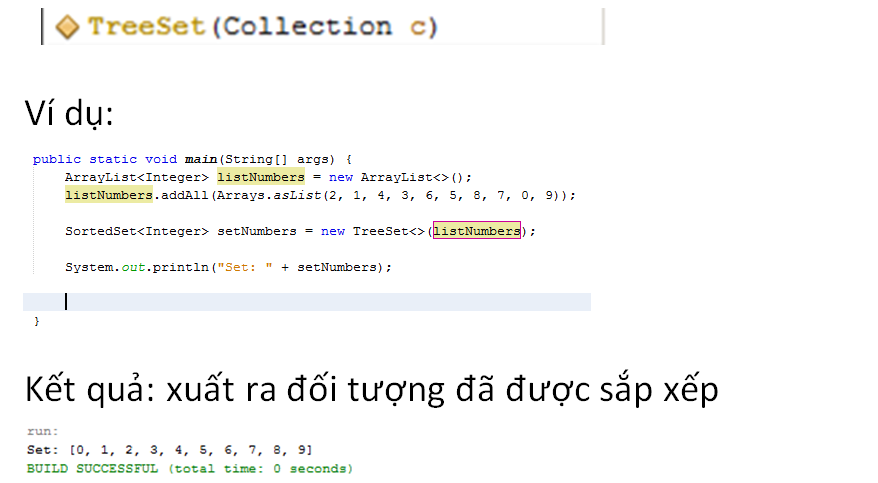 TreeSet(Collection c)
Ví dụ:
public static void main(String[] args) {
ArrayList<Integer> listNumbers = new ArrayList<>();
listNumbers.addAll(Arrays.asList(2, 1, 4, 3, 6, 5, 8, 7, 0, 9));
SortedSet<Integer> setNumbers = new TreeSet<>(listNumbers);
System.out.println("Set: " + setNumbers);
}
Kết quả: xuất ra đối tượng đã được sắp xếp
run:
Set: [0, 1, 2, 3, 4, 5, 6, 7, 8, 9]
BUILD SUCCESSFUL (total time: 0 seconds)